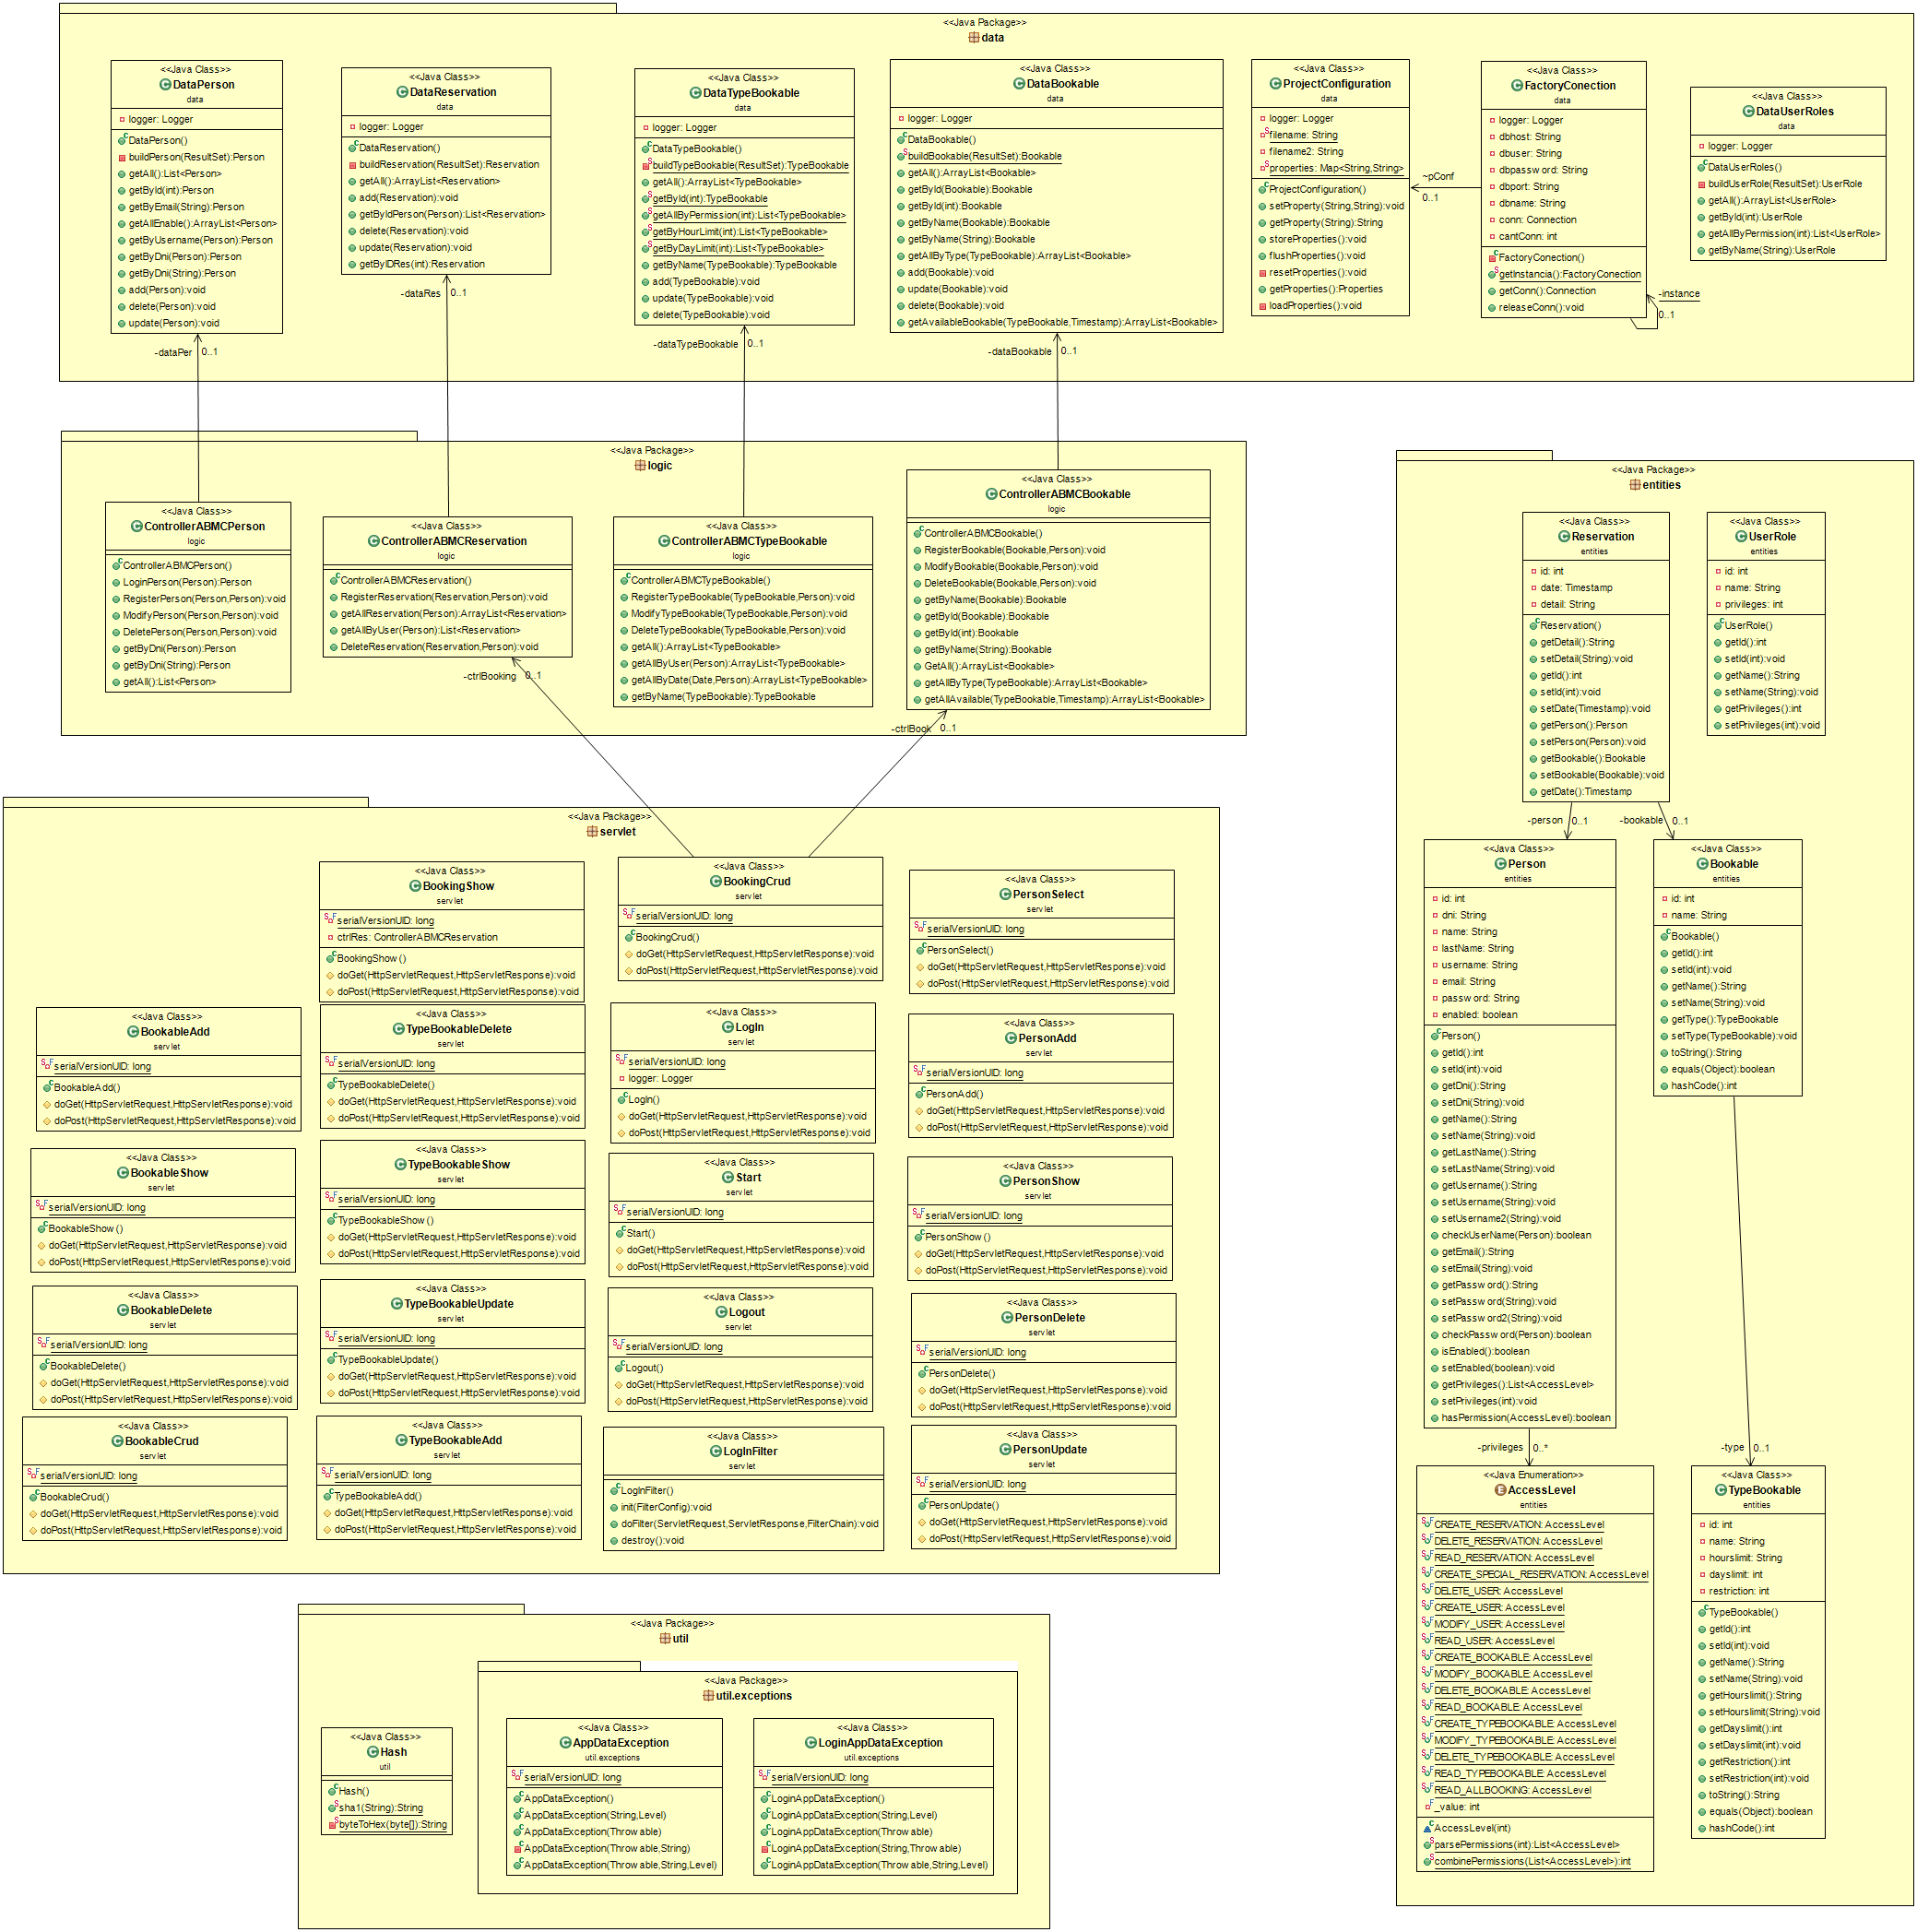 <<Java Package>>
data
<<Java Class>>
DataPerson
data
logger: Logger
DataPerson()
buildPerson(ResultSet):Person
getAll():List<Person>
getById(int):Person
getByEmail(String):Person
getAllEnable():ArrayList<Person>
getByUsername(Person):Person
getByDni(Person):Person
getByDni(String):Person
add(Person):void
delete(Person):void
update(Person):void
<<Java Class>>
DataReservation
data
logger: Logger
DataReservation()
buildReservation(ResultSet):Reservation
getAll():ArrayList<Reservation>
add(Reservation):void
getByIdPerson(Person):List<Reservation>
delete(Reservation):void
update(Reservation):void
getByIDRes(int):Reservation
<<Java Class>>
DataTypeBookable
data
logger: Logger
DataTypeBookable()
buildTypeBookable(ResultSet):TypeBookable
getAll():ArrayList<TypeBookable>
getById(int):TypeBookable
getAllByPermission(int):List<TypeBookable>
getByHourLimit(int):List<TypeBookable>
getByDayLimit(int):List<TypeBookable>
getByName(TypeBookable):TypeBookable
add(TypeBookable):void
update(TypeBookable):void
delete(TypeBookable):void
<<Java Class>>
DataBookable
data
logger: Logger
DataBookable()
buildBookable(ResultSet):Bookable
getAll():ArrayList<Bookable>
getById(Bookable):Bookable
getById(int):Bookable
getByName(Bookable):Bookable
getByName(String):Bookable
getAllByType(TypeBookable):ArrayList<Bookable>
add(Bookable):void
update(Bookable):void
delete(Bookable):void
getAvailableBookable(TypeBookable,Timestamp):ArrayList<Bookable>
<<Java Class>>
ProjectConfiguration
data
logger: Logger
filename: String
filename2: String
properties: Map<String,String>
ProjectConfiguration()
setProperty(String,String):void
getProperty(String):String
storeProperties():void
flushProperties():void
resetProperties():void
getProperties():Properties
loadProperties():void
~pConf
0..1
<<Java Class>>
FactoryConection
data
logger: Logger
dbhost: String
dbuser: String
dbpassword: String
dbport: String
dbname: String
conn: Connection
cantConn: int
FactoryConection()
getInstancia():FactoryConection
getConn():Connection
releaseConn():void
-instance
0..1
<<Java Class>>
DataUserRoles
data
logger: Logger
DataUserRoles()
buildUserRole(ResultSet):UserRole
getAll():ArrayList<UserRole>
getById(int):UserRole
getAllByPermission(int):List<UserRole>
getByName(String):UserRole
-dataPer 0..1
-dataRes 0..1
-dataTypeBookable 0..1
-dataBookable 0..1
<<Java Package>>
logic
<<Java Class>>
ControllerABMCPerson
logic
ControllerABMCPerson()
LoginPerson(Person):Person
RegisterPerson(Person,Person):void
ModifyPerson(Person,Person):void
DeletePerson(Person,Person):void
getByDni(Person):Person
getByDni(String):Person
getAll():List<Person>
<<Java Class>>
ControllerABMCReservation
logic
ControllerABMCReservation()
RegisterReservation(Reservation,Person):void
getAllReservation(Person):ArrayList<Reservation>
getAllByUser(Person):List<Reservation>
DeleteReservation(Reservation,Person):void
<<Java Class>>
ControllerABMCTypeBookable
logic
ControllerABMCTypeBookable()
RegisterTypeBookable(TypeBookable,Person):void
ModifyTypeBookable(TypeBookable,Person):void
DeleteTypeBookable(TypeBookable,Person):void
getAll():ArrayList<TypeBookable>
getAllByUser(Person):ArrayList<TypeBookable>
getAllByDate(Date,Person):ArrayList<TypeBookable>
getByName(TypeBookable):TypeBookable
<<Java Class>>
ControllerABMCBookable
logic
ControllerABMCBookable()
RegisterBookable(Bookable,Person):void
ModifyBookable(Bookable,Person):void
DeleteBookable(Bookable,Person):void
getByName(Bookable):Bookable
getById(Bookable):Bookable
getById(int):Bookable
getByName(String):Bookable
GetAll():ArrayList<Bookable>
getAllByType(TypeBookable):ArrayList<Bookable>
getAllAvailable(TypeBookable,Timestamp):ArrayList<Bookable>
-ctrlBooking 0..1
-ctrlBook 0..1
<<Java Package>>
servlet
<<Java Class>>
BookingShow
servlet
serialVersionUID: long
ctrlRes: ControllerABMCReservation
BookingShow()
doGet(HttpServletRequest,HttpServletResponse):void
doPost(HttpServletRequest,HttpServletResponse):void
<<Java Class>>
BookingCrud
servlet
serialVersionUID: long
BookingCrud()
doGet(HttpServletRequest,HttpServletResponse):void
doPost(HttpServletRequest,HttpServletResponse):void
<<Java Class>>
PersonSelect
servlet
serialVersionUID: long
PersonSelect()
doGet(HttpServletRequest,HttpServletResponse):void
doPost(HttpServletRequest,HttpServletResponse):void
<<Java Class>>
BookableAdd
servlet
serialVersionUID: long
BookableAdd()
doGet(HttpServletRequest,HttpServletResponse):void
doPost(HttpServletRequest,HttpServletResponse):void
<<Java Class>>
TypeBookableDelete
servlet
serialVersionUID: long
TypeBookableDelete()
doGet(HttpServletRequest,HttpServletResponse):void
doPost(HttpServletRequest,HttpServletResponse):void
<<Java Class>>
LogIn
servlet
serialVersionUID: long
logger: Logger
LogIn()
doGet(HttpServletRequest,HttpServletResponse):void
doPost(HttpServletRequest,HttpServletResponse):void
<<Java Class>>
PersonAdd
servlet
serialVersionUID: long
PersonAdd()
doGet(HttpServletRequest,HttpServletResponse):void
doPost(HttpServletRequest,HttpServletResponse):void
<<Java Class>>
BookableShow
servlet
serialVersionUID: long
BookableShow()
doGet(HttpServletRequest,HttpServletResponse):void
doPost(HttpServletRequest,HttpServletResponse):void
<<Java Class>>
TypeBookableShow
servlet
serialVersionUID: long
TypeBookableShow()
doGet(HttpServletRequest,HttpServletResponse):void
doPost(HttpServletRequest,HttpServletResponse):void
<<Java Class>>
Start
servlet
serialVersionUID: long
Start()
doGet(HttpServletRequest,HttpServletResponse):void
doPost(HttpServletRequest,HttpServletResponse):void
<<Java Class>>
PersonShow
servlet
serialVersionUID: long
PersonShow()
doGet(HttpServletRequest,HttpServletResponse):void
doPost(HttpServletRequest,HttpServletResponse):void
<<Java Class>>
BookableDelete
servlet
serialVersionUID: long
BookableDelete()
doGet(HttpServletRequest,HttpServletResponse):void
doPost(HttpServletRequest,HttpServletResponse):void
<<Java Class>>
TypeBookableUpdate
servlet
serialVersionUID: long
TypeBookableUpdate()
doGet(HttpServletRequest,HttpServletResponse):void
doPost(HttpServletRequest,HttpServletResponse):void
<<Java Class>>
Logout
servlet
serialVersionUID: long
Logout()
doGet(HttpServletRequest,HttpServletResponse):void
doPost(HttpServletRequest,HttpServletResponse):void
<<Java Class>>
PersonDelete
servlet
serialVersionUID: long
PersonDelete()
doGet(HttpServletRequest,HttpServletResponse):void
doPost(HttpServletRequest,HttpServletResponse):void
<<Java Class>>
BookableCrud
servlet
serialVersionUID: long
BookableCrud()
doGet(HttpServletRequest,HttpServletResponse):void
doPost(HttpServletRequest,HttpServletResponse):void
<<Java Class>>
TypeBookableAdd
servlet
serialVersionUID: long
TypeBookableAdd()
doGet(HttpServletRequest,HttpServletResponse):void
doPost(HttpServletRequest,HttpServletResponse):void
<<Java Class>>
LogInFilter
servlet
LogInFilter()
init(FilterConfig):void
doFilter(ServletRequest,ServletResponse,FilterChain):void
destroy():void
<<Java Class>>
PersonUpdate
servlet
serialVersionUID: long
PersonUpdate()
doGet(HttpServletRequest,HttpServletResponse):void
doPost(HttpServletRequest,HttpServletResponse):void
<<Java Package>>
entities
<<Java Class>>
Reservation
entities
id: int
date: Timestamp
detail: String
Reservation()
getDetail():String
setDetail(String):void
getId():int
setId(int):void
setDate(Timestamp):void
getPerson():Person
setPerson(Person):void
getBookable():Bookable
setBookable(Bookable):void
getDate():Timestamp
<<Java Class>>
UserRole
entities
id: int
name: String
privileges: int
UserRole()
getId():int
setId(int):void
getName():String
setName(String):void
getPrivileges():int
setPrivileges(int):void
-person 0..1
-bookable 0..1
<<Java Class>>
Person
entities
id: int
dni: String
name: String
lastName: String
username: String
email: String
password: String
enabled: boolean
Person()
getId():int
setId(int):void
getDni():String
setDni(String):void
getName():String
setName(String):void
getLastName():String
setLastName(String):void
getUsername():String
setUsername(String):void
setUsername2(String):void
checkUserName(Person):boolean
getEmail():String
setEmail(String):void
getPassword():String
setPassword(String):void
setPassword2(String):void
checkPassword(Person):boolean
isEnabled():boolean
setEnabled(boolean):void
getPrivileges():List<AccessLevel>
setPrivileges(int):void
hasPermission(AccessLevel):boolean
<<Java Class>>
Bookable
entities
id: int
name: String
Bookable()
getId():int
setId(int):void
getName():String
setName(String):void
getType():TypeBookable
setType(TypeBookable):void
toString():String
equals(Object):boolean
hashCode():int
-privileges 0..*
-type 0..1
<<Java Enumeration>>
AccessLevel
entities
CREATE_RESERVATION: AccessLevel
DELETE_RESERVATION: AccessLevel
READ_RESERVATION: AccessLevel
CREATE_SPECIAL_RESERVATION: AccessLevel
DELETE_USER: AccessLevel
CREATE_USER: AccessLevel
MODIFY_USER: AccessLevel
READ_USER: AccessLevel
CREATE_BOOKABLE: AccessLevel
MODIFY_BOOKABLE: AccessLevel
DELETE_BOOKABLE: AccessLevel
READ_BOOKABLE: AccessLevel
CREATE_TYPEBOOKABLE: AccessLevel
MODIFY_TYPEBOOKABLE: AccessLevel
DELETE_TYPEBOOKABLE: AccessLevel
READ_TYPEBOOKABLE: AccessLevel
READ_ALLBOOKING: AccessLevel
_value: int
AccessLevel(int)
parsePermissions(int):List<AccessLevel>
combinePermissions(List<AccessLevel>):int
<<Java Class>>
TypeBookable
entities
id: int
name: String
hourslimit: String
dayslimit: int
restriction: int
TypeBookable()
getId():int
setId(int):void
getName():String
setName(String):void
getHourslimit():String
setHourslimit(String):void
getDayslimit():int
setDayslimit(int):void
getRestriction():int
setRestriction(int):void
toString():String
equals(Object):boolean
hashCode():int
<<Java Package>>
util
<<Java Class>>
Hash
util
Hash()
sha1(String):String
byteToHex(byte[]):String
<<Java Package>>
util.exceptions
<<Java Class>>
AppDataException
util.exceptions
serialVersionUID: long
AppDataException()
AppDataException(String,Level)
AppDataException(Throwable)
AppDataException(Throwable,String)
AppDataException(Throwable,String,Level)
<<Java Class>>
LoginAppDataException
util.exceptions
serialVersionUID: long
LoginAppDataException()
LoginAppDataException(String,Level)
LoginAppDataException(Throwable)
LoginAppDataException(String,Throwable)
LoginAppDataException(Throwable,String,Level)